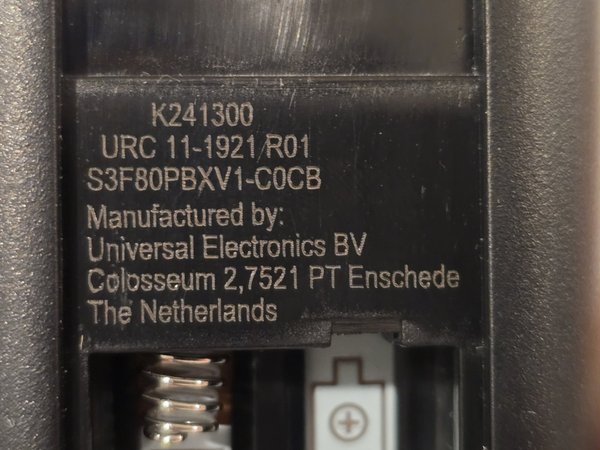 K241300
URC 11-1921 R01
S3F80PBXV1-C0CB
Manufactured by:
Universal Electronics BV
Colosseum 2,7521 PT Enschede
The Netherlands